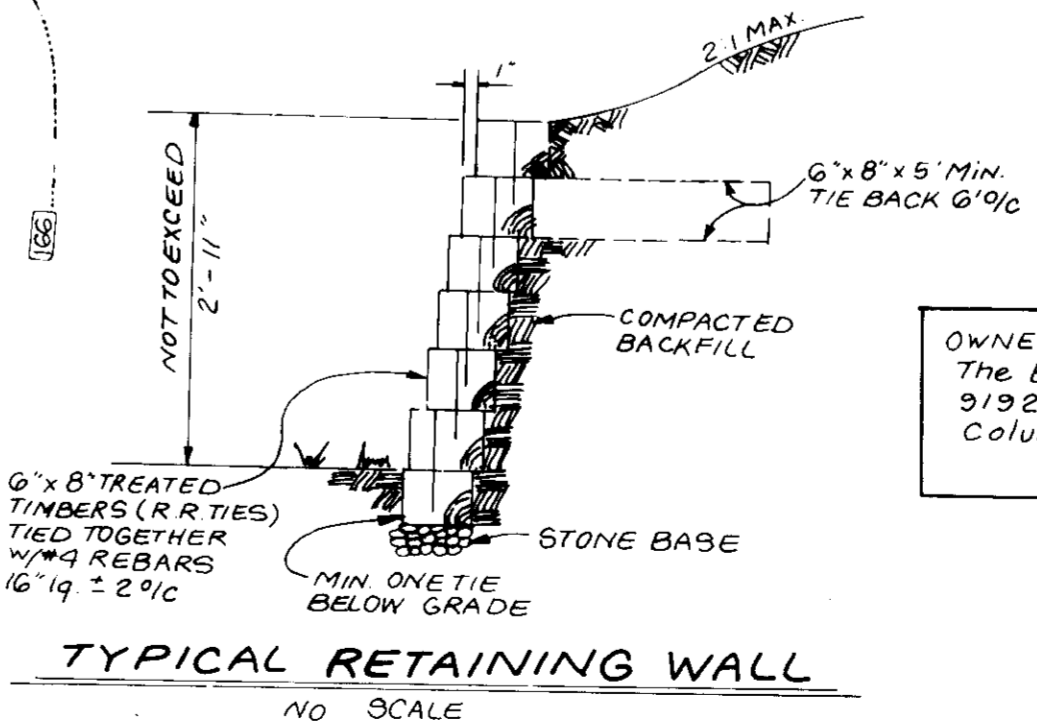 2:1 MAX.
1"
NOT TO EXCEED
2'-11"
166
6" x 8" x 5' MIN.
TIE BACK 6' O/C
COMPACTED
BACKFILL
OWNE
The
9192
Colu
6" x 8" TREATED
TIMBERS (R.R. TIES)
TIED TOGETHER
W/#4 REBARS
16" lg. ± 2 O/C
STONE BASE
MIN. ONE TIE
BELOW GRADE
TYPICAL RETAINING WALL
NO SCALE